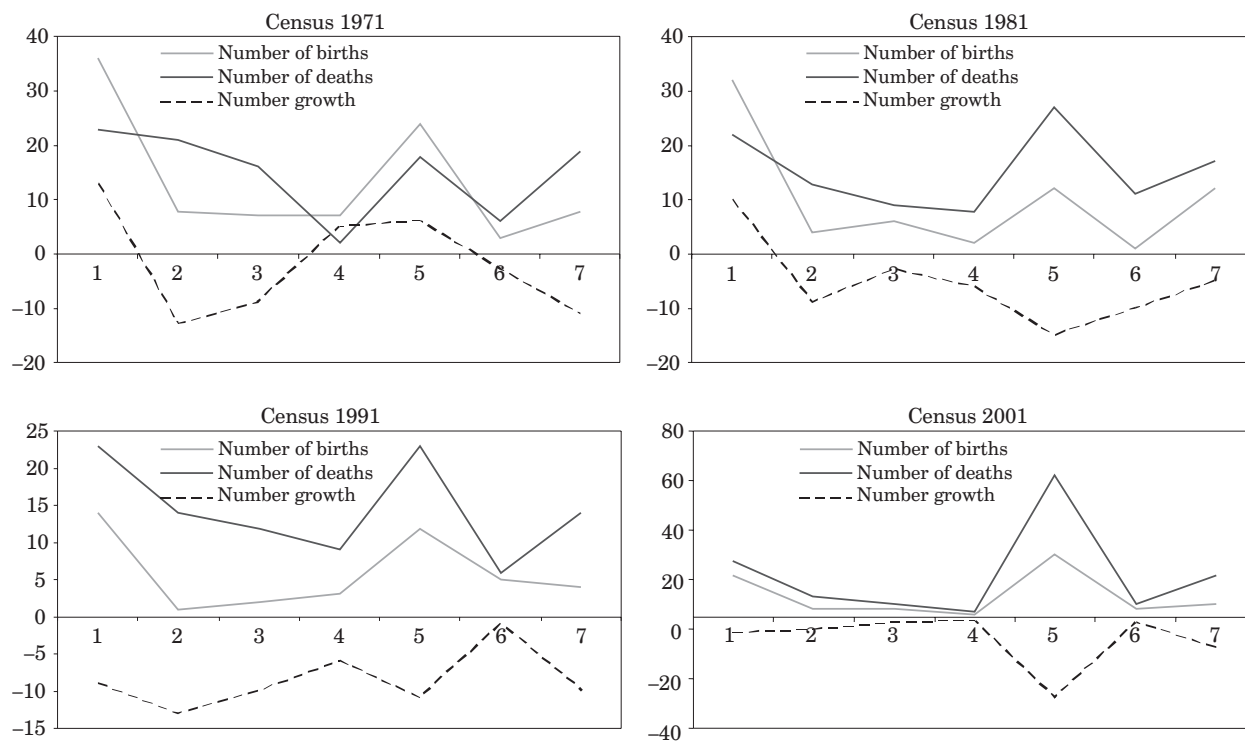 Census 1971
40
30
20
10
0
–10
–20
Number of births
Number of deaths
Number growth
1 2 3 4 5 6 7
Census 1981
40
30
20
10
0
–10
–20
Number of births
Number of deaths
Number growth
1 2 3 4 5 6 7
Census 1991
25
20
15
10
5
0
–5
–10
–15
Number of births
Number of deaths
Number growth
1 2 3 4 5 6 7
Census 2001
80
60
40
20
0
–20
–40
Number of births
Number of deaths
Number growth
1 2 3 4 5 6 7